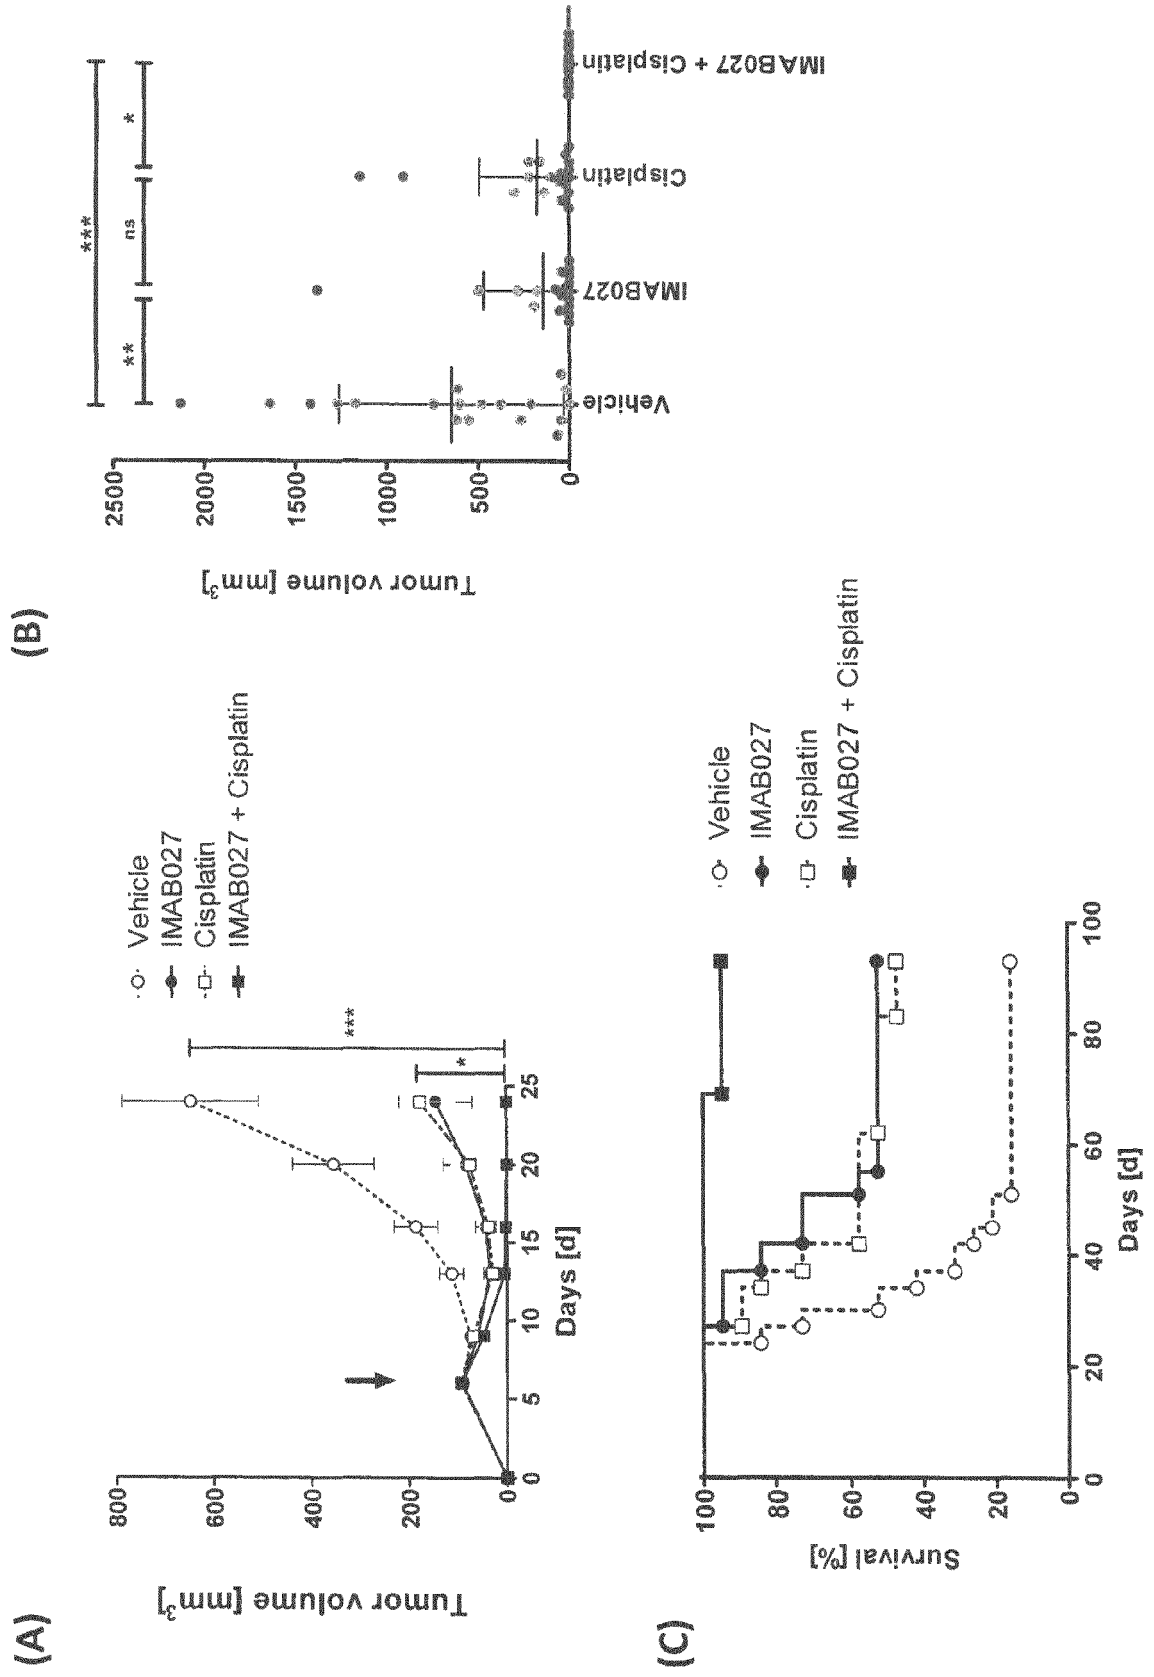 (A)
Tumor volume [mm³]
800
600
400
200
0
0
5
10
15
20
25
Days [d]
*
***
Vehicle
IMAB027
Cisplatin
IMAB027 + Cisplatin
(B)
Tumor volume [mm³]
2500
2000
1500
1000
500
0
***
**
ns
*
Vehicle
IMAB027
Cisplatin
IMAB027 + Cisplatin
(C)
Survival [%]
100
80
60
40
20
0
0
20
40
60
80
100
Days [d]
Vehicle
IMAB027
Cisplatin
IMAB027 + Cisplatin